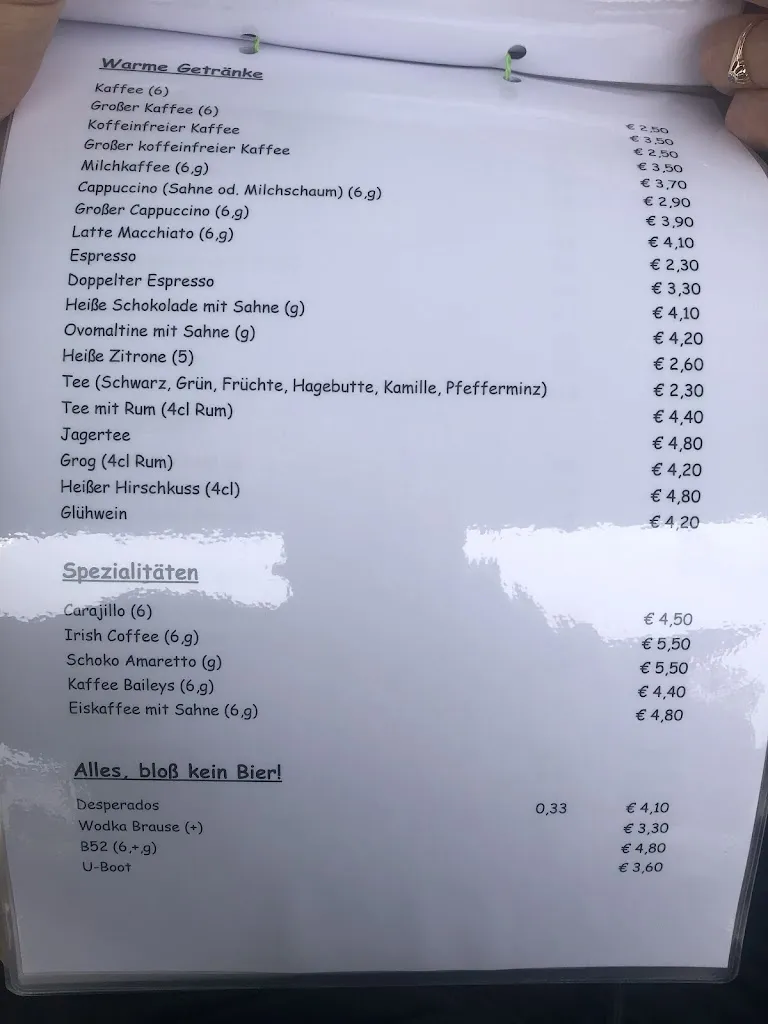 Warme Getränke
Kaffee (6) € 2,50
Großer Kaffee (6) € 3,50
Koffeinfreier Kaffee € 2,50
Großer koffeinfreier Kaffee € 3,50
Milchkaffee (6,g) € 3,70
Cappuccino (Sahne od. Milchschaum) (6,g) € 2,90
Großer Cappuccino (6,g) € 3,90
Latte Macchiato (6,g) € 4,10
Espresso € 2,30
Doppelter Espresso € 3,30
Heiße Schokolade mit Sahne (g) € 4,10
Ovomaltine mit Sahne (g) € 4,20
Heiße Zitrone (5) € 2,60
Tee (Schwarz, Grün, Früchte, Hagebutte, Kamille, Pfefferminz) € 2,30
Tee mit Rum (4cl Rum) € 4,40
Jagertee € 4,80
Grog (4cl Rum) € 4,20
Heißer Hirschkuss (4cl) € 4,80
Glühwein € 4,20
Spezialitäten
Carajillo (6) € 4,50
Irish Coffee (6,g) € 5,50
Schoko Amaretto (g) € 5,50
Kaffee Baileys (6,g) € 4,40
Eiskaffee mit Sahne (6,g) € 4,80
Alles, bloß kein Bier!
Desperados 0,33 € 4,10
Wodka Brause (+) € 3,30
B52 (6,+,g) € 4,80
U-Boot € 3,60